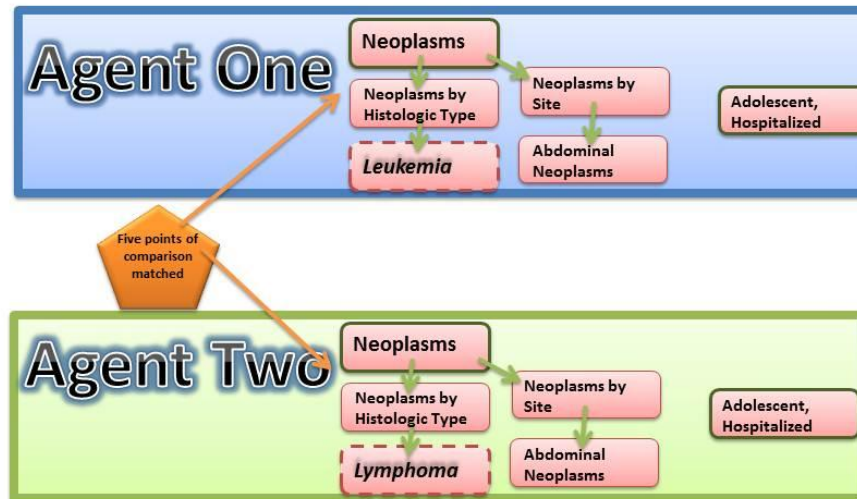 Agent One
Neoplasms
Neoplasms by
Histologic Type
Leukemia
Neoplasms by
Site
Abdominal
Neoplasms
Adolescent,
Hospitalized
Five points of
comparison
matched
Agent Two
Neoplasms
Neoplasms by
Histologic Type
Lymphoma
Neoplasms by
Site
Abdominal
Neoplasms
Adolescent,
Hospitalized